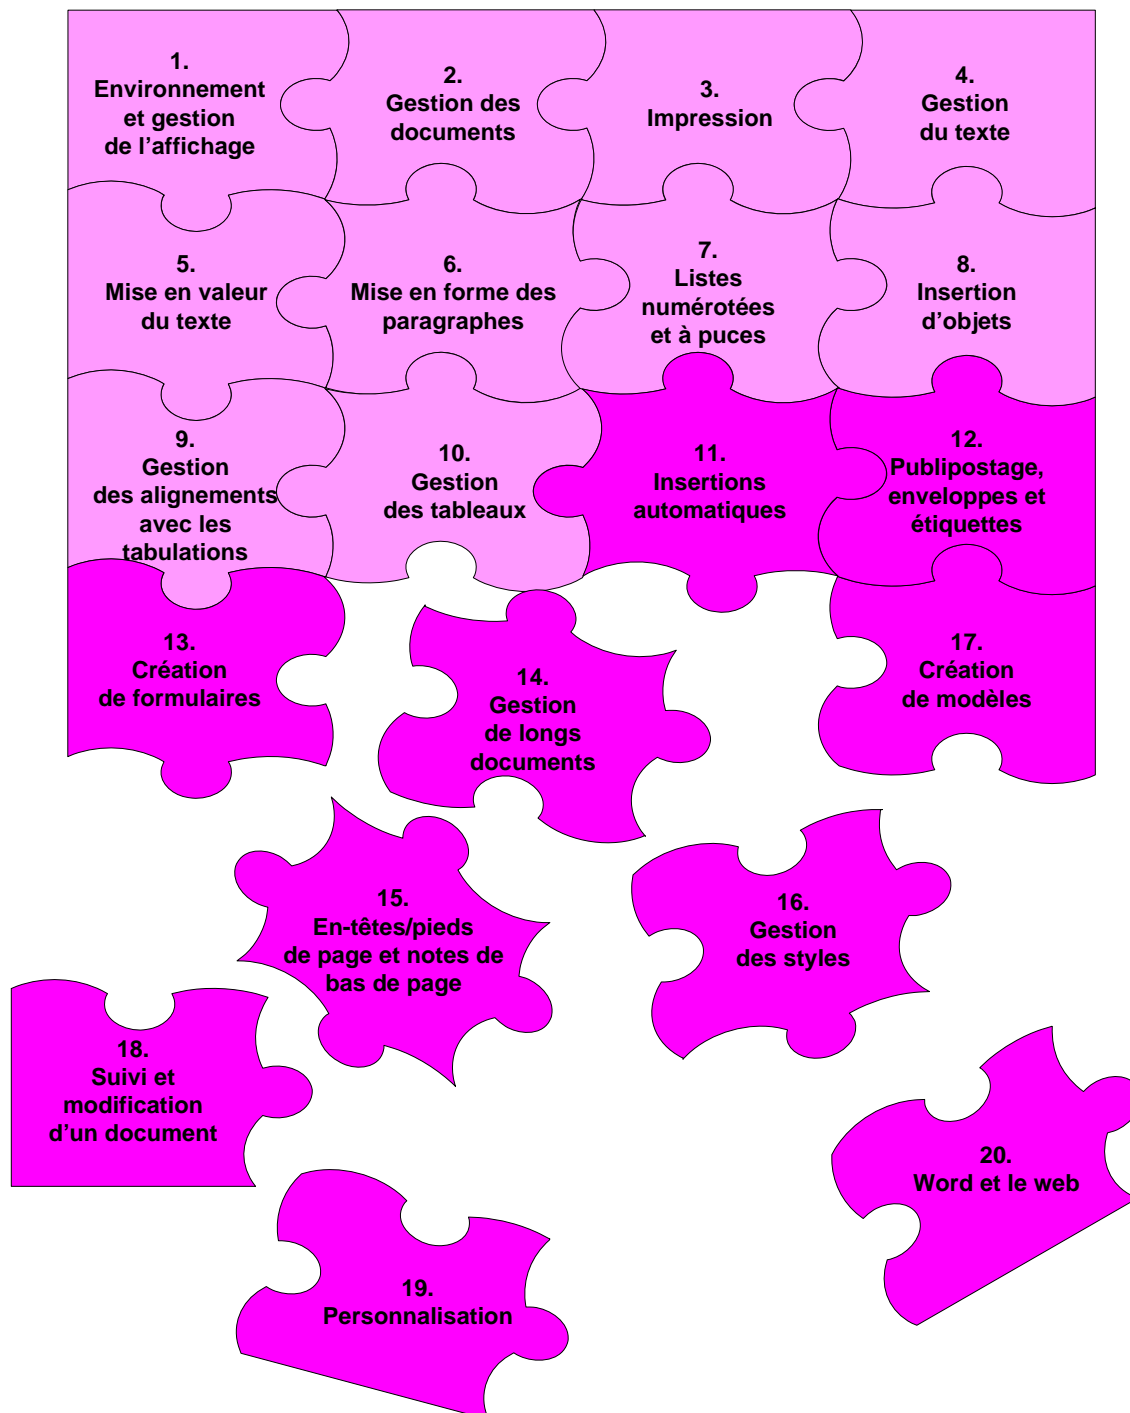 1.
Environnement
et gestion
de l’affichage
2.
Gestion des
documents
3.
Impression
4.
Gestion
du texte
5.
Mise en valeur
du texte
6.
Mise en forme des
paragraphes
7.
Listes
numérotées
et à puces
8.
Insertion
d’objets
9.
Gestion
des alignements
avec les
tabulations
10.
Gestion
des tableaux
11.
Insertions
automatiques
12.
Publipostage,
enveloppes et
étiquettes
13.
Création
de formulaires
14.
Gestion
de longs
documents
17.
Création
de modèles
15.
En-têtes/pieds
de page et notes de
bas de page
16.
Gestion
des styles
18.
Suivi et
modification
d’un document
20.
Word et le web
19.
Personnalisation